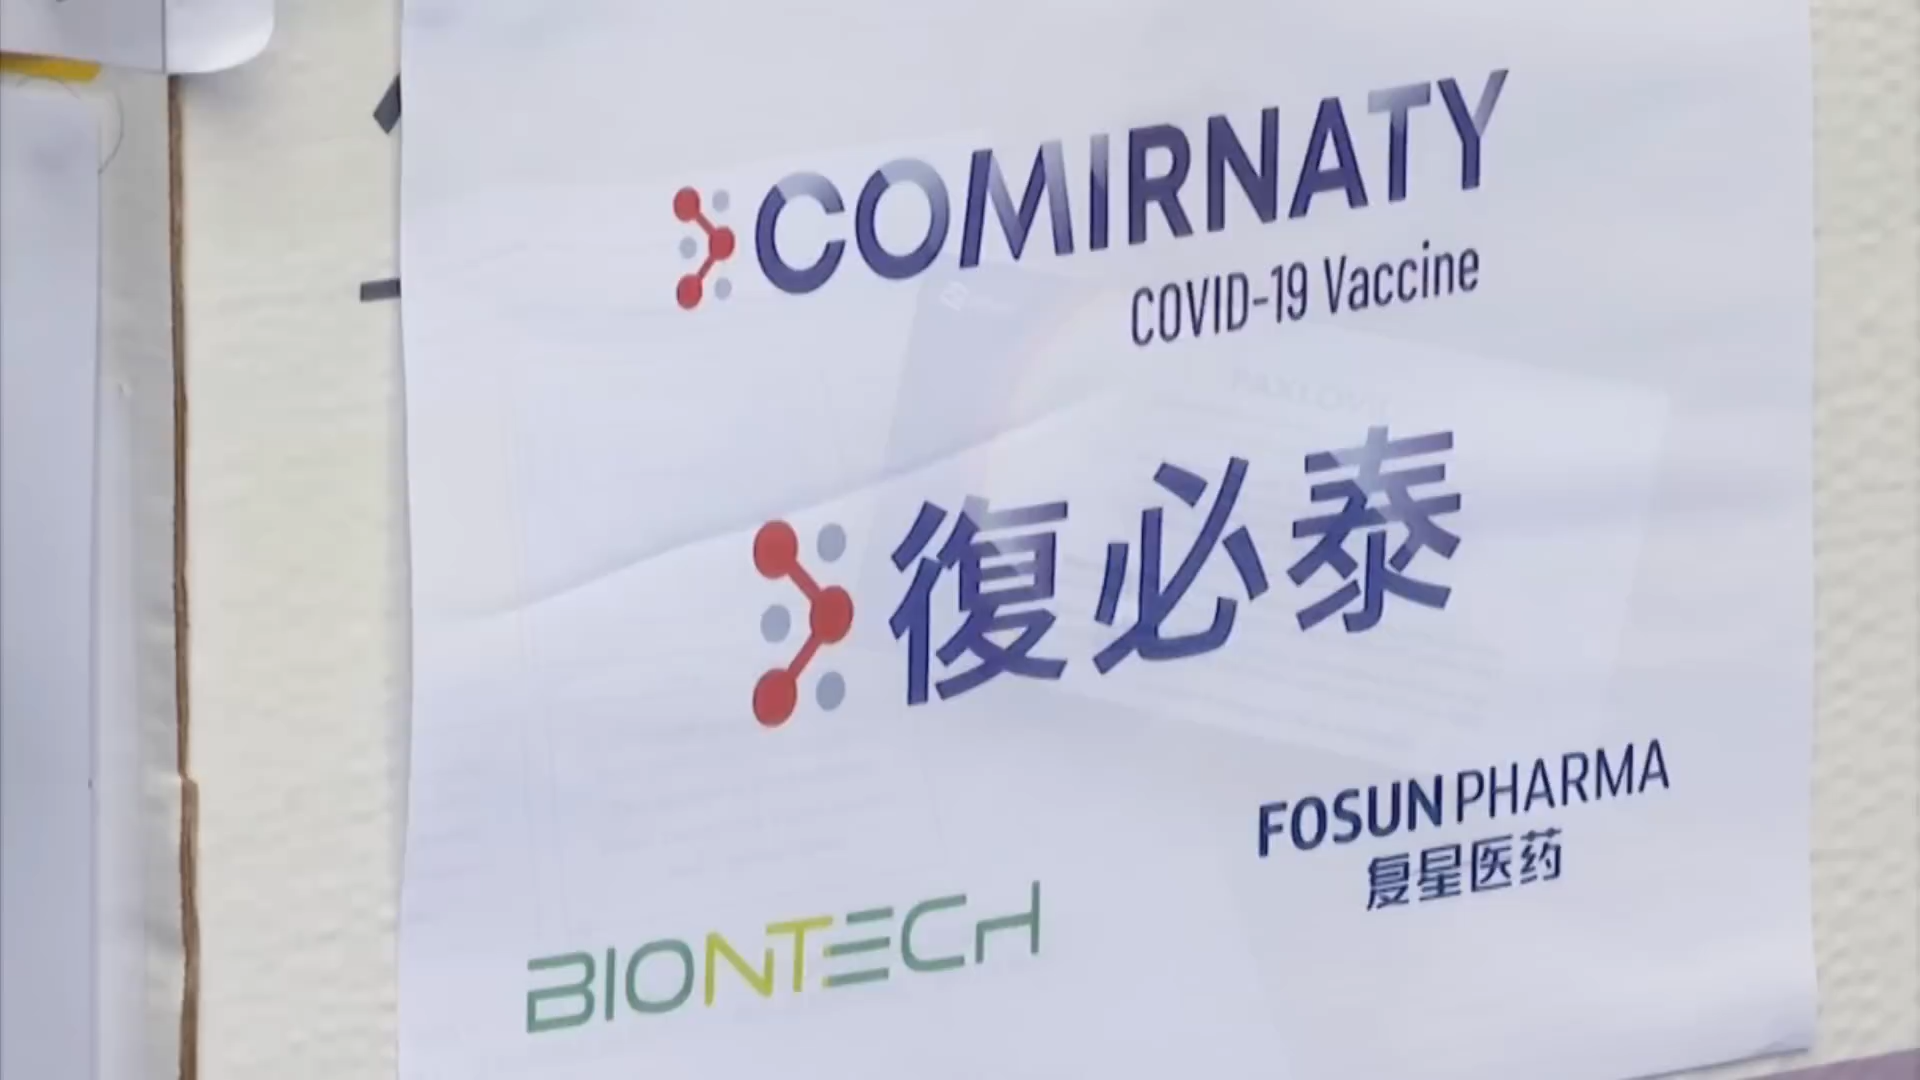 COMIRNATY
COVID-19 Vaccine
復必泰
FOSUN PHARMA
复星医药
BIONTECH